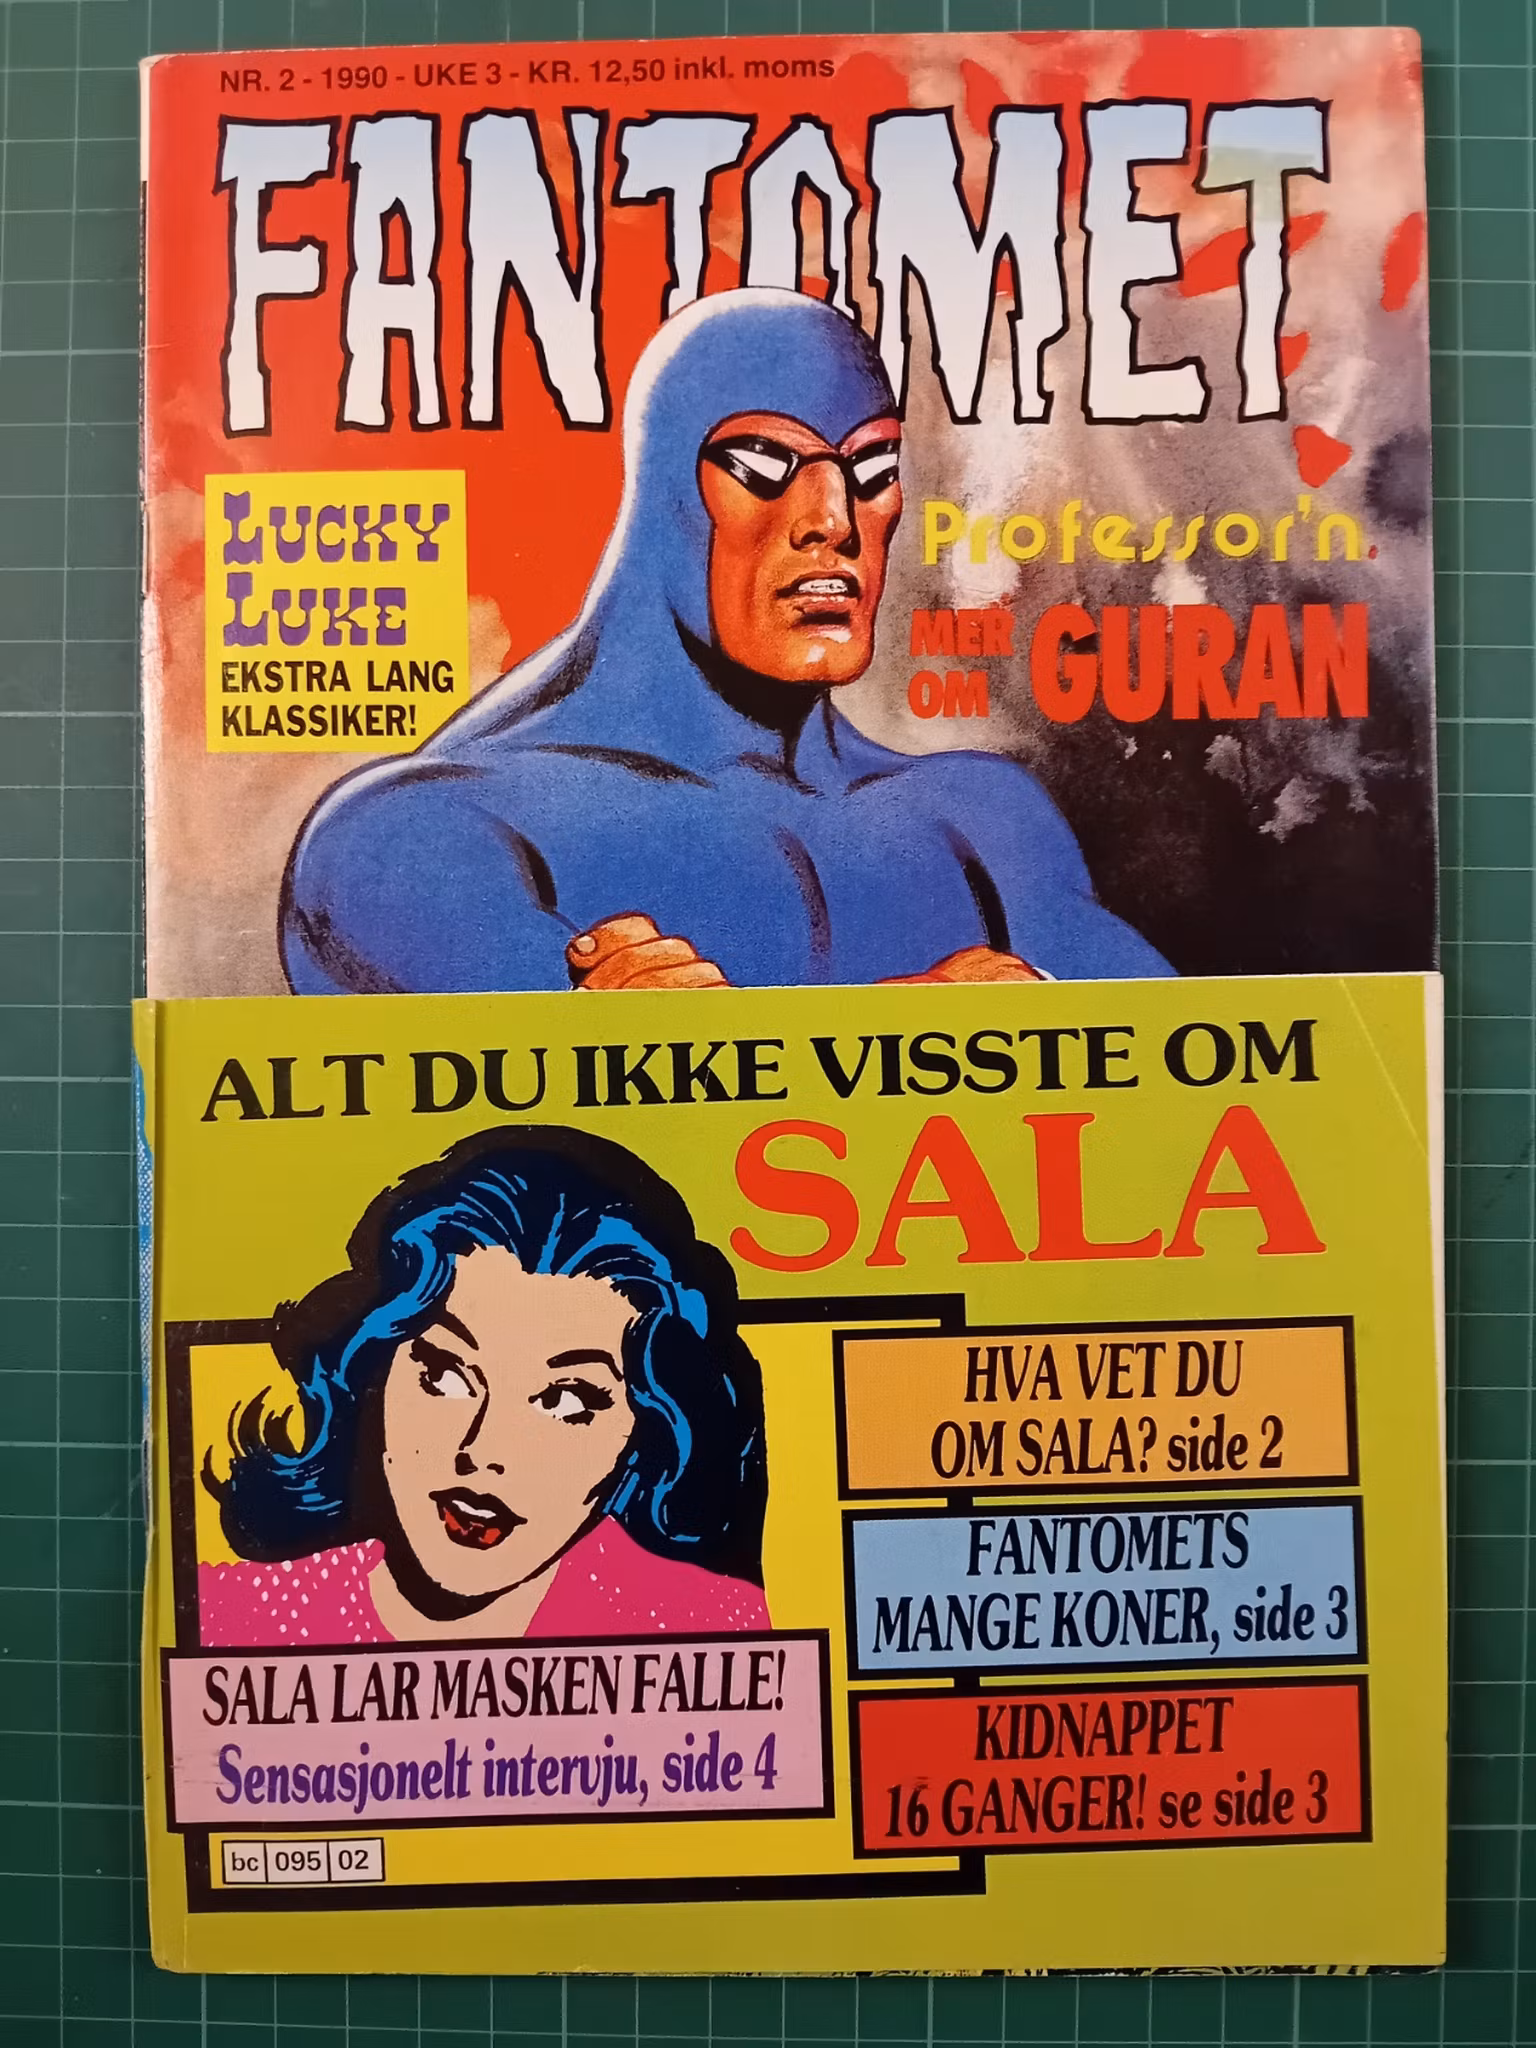 NR. 2 - 1990 - UKE 3 - KR. 12,50 inkl. moms
FANTOMET
LUCKY
LUKE
EKSTRA LANG
KLASSIKER!
Professor'n
MER
OM
GURAN
ALT DU IKKE VISSTE OM
SALA
HVA VET DU
OM SALA? side 2
FANTOMETS
MANGE KONER, side 3
KIDNAPPET
16 GANGER! se side 3
SALA LAR MASKEN FALLE!
Sensasjonelt intervju, side 4
bc 095 02